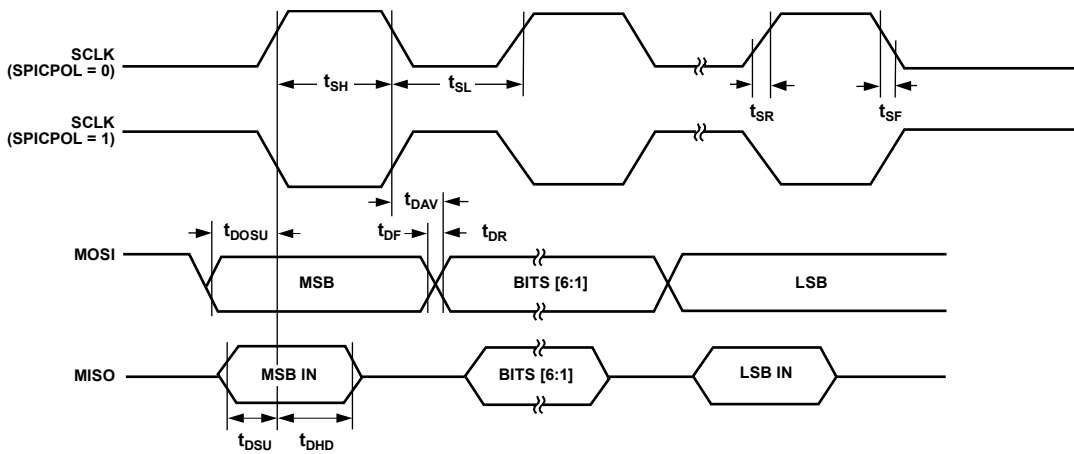 SCLK
(SPICPOL = 0)
tSH
tSL
tSR
tSF
SCLK
(SPICPOL = 1)
tDAV
tDOSU
tDF
tDR
MOSI
MSB
BITS [6:1]
LSB
MISO
MSB IN
BITS [6:1]
LSB IN
tDSU
tDHD